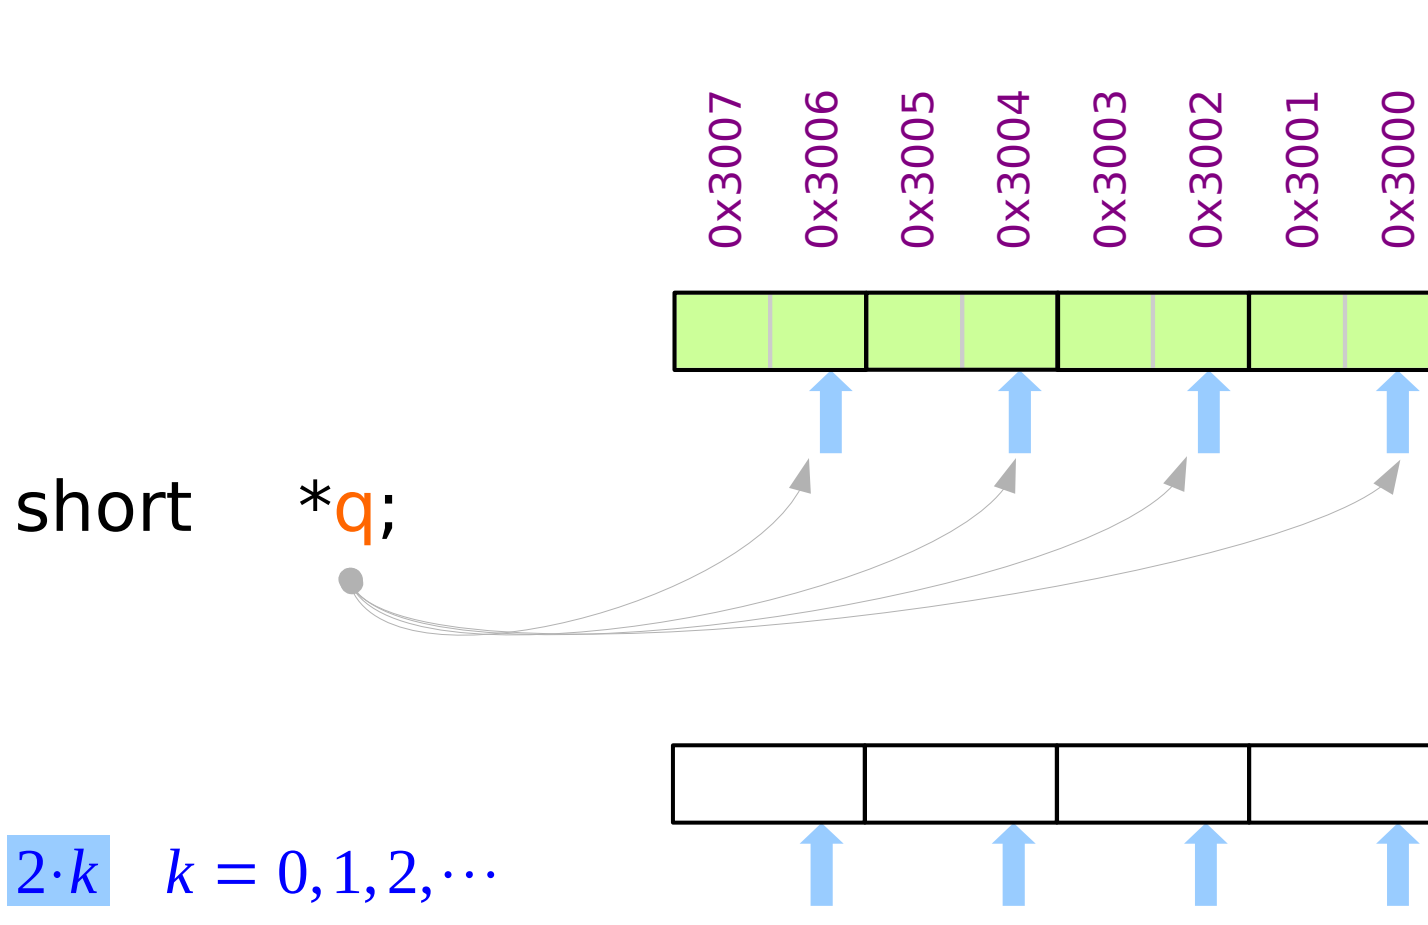 0x3007
0x3006
0x3005
0x3004
0x3003
0x3002
0x3001
0x3000
short *q;
2·k k = 0, 1, 2, ⋯